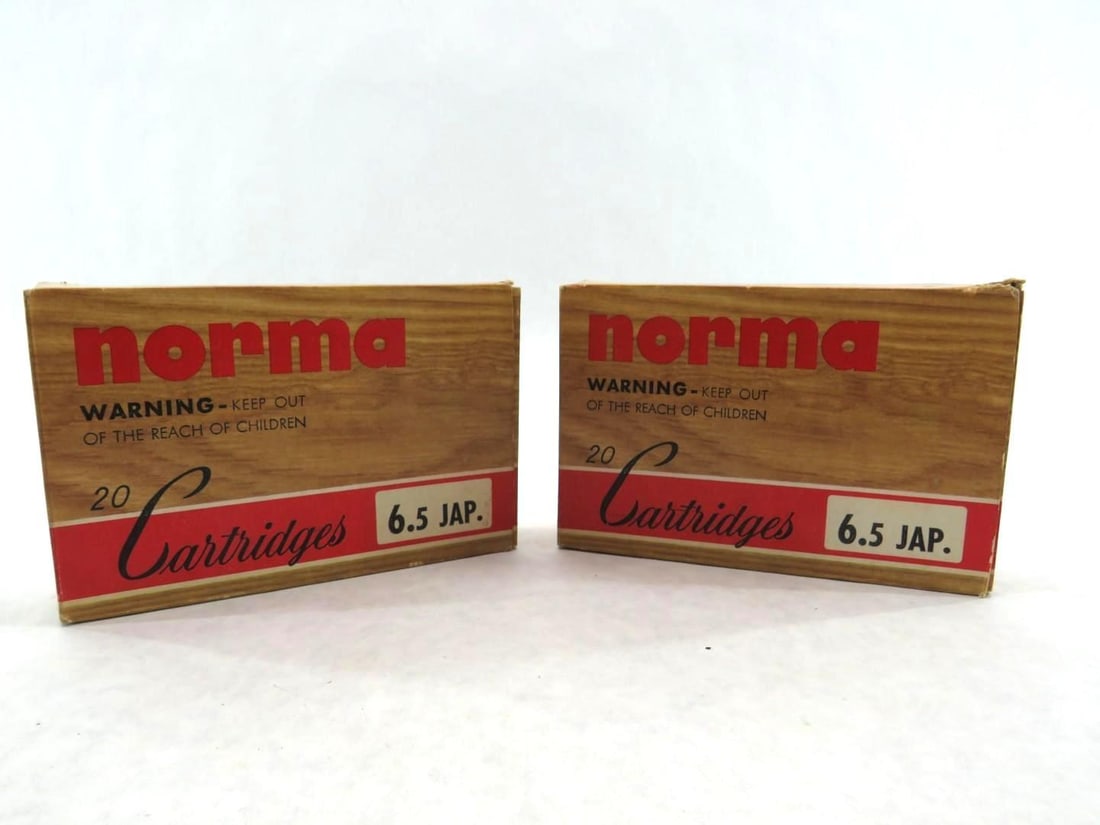 norma
WARNING-KEEP OUT
OF THE REACH OF CHILDREN
20 Cartridges 6.5 JAP.
norma
WARNING-KEEP OUT
OF THE REACH OF CHILDREN
20 Cartridges 6.5 JAP.